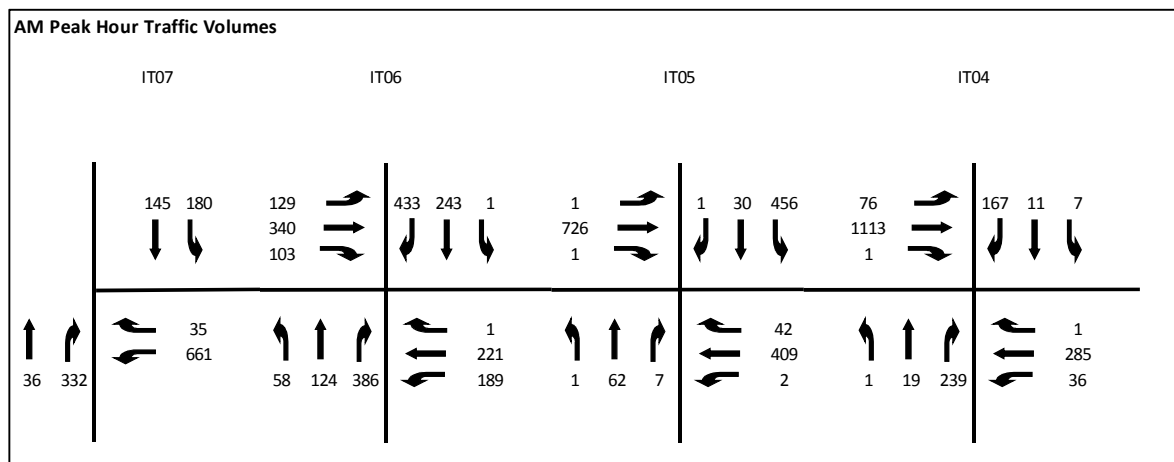 AM Peak Hour Traffic Volumes
IT07 IT06 IT05 IT04
145 180 129 433 243 1 1 1 30 456 76 167 11 7
340 726 1113
103 1 1
35 1 42 1
661 221 409 285
36 332 58 124 386 189 1 62 7 2 1 19 239 36